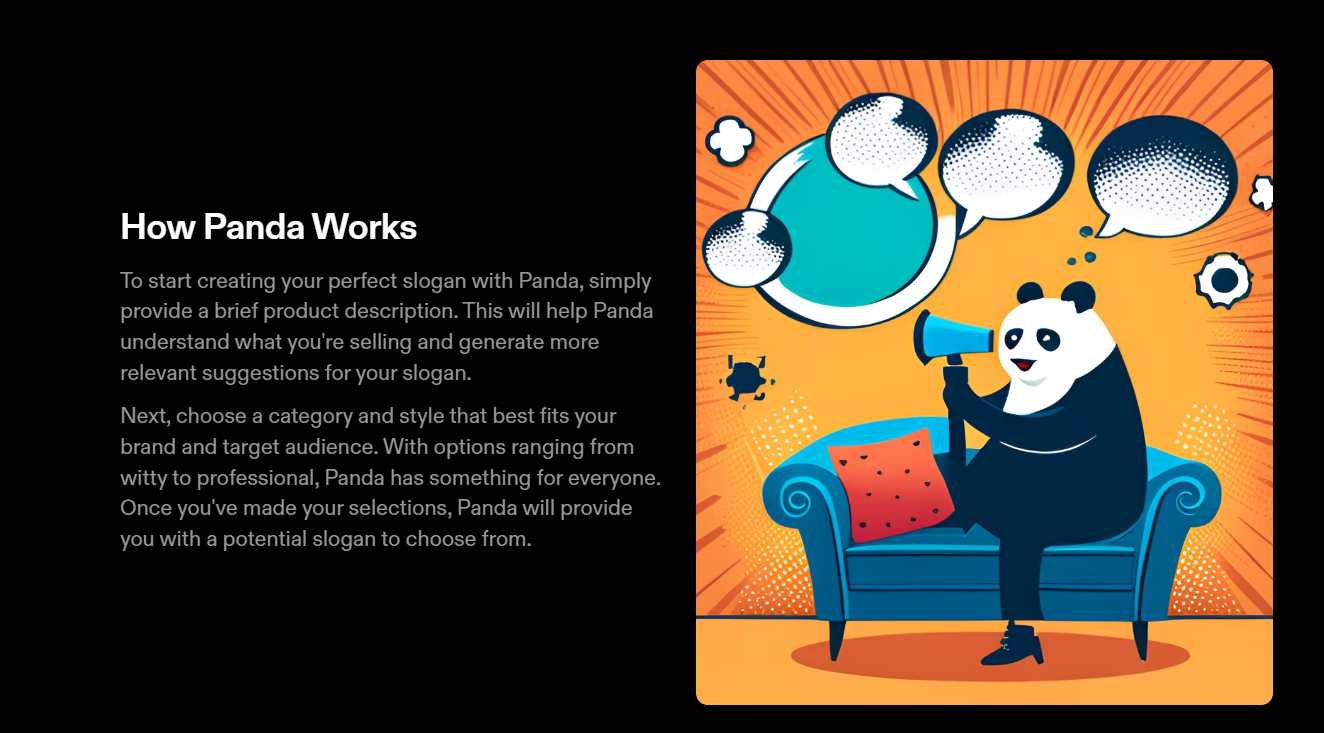 How Panda Works
To start creating your perfect slogan with Panda, simply
provide a brief product description. This will help Panda
understand what you're selling and generate more
relevant suggestions for your slogan.
Next, choose a category and style that best fits your
brand and target audience. With options ranging from
witty to professional, Panda has something for everyone.
Once you've made your selections, Panda will provide
you with a potential slogan to choose from.